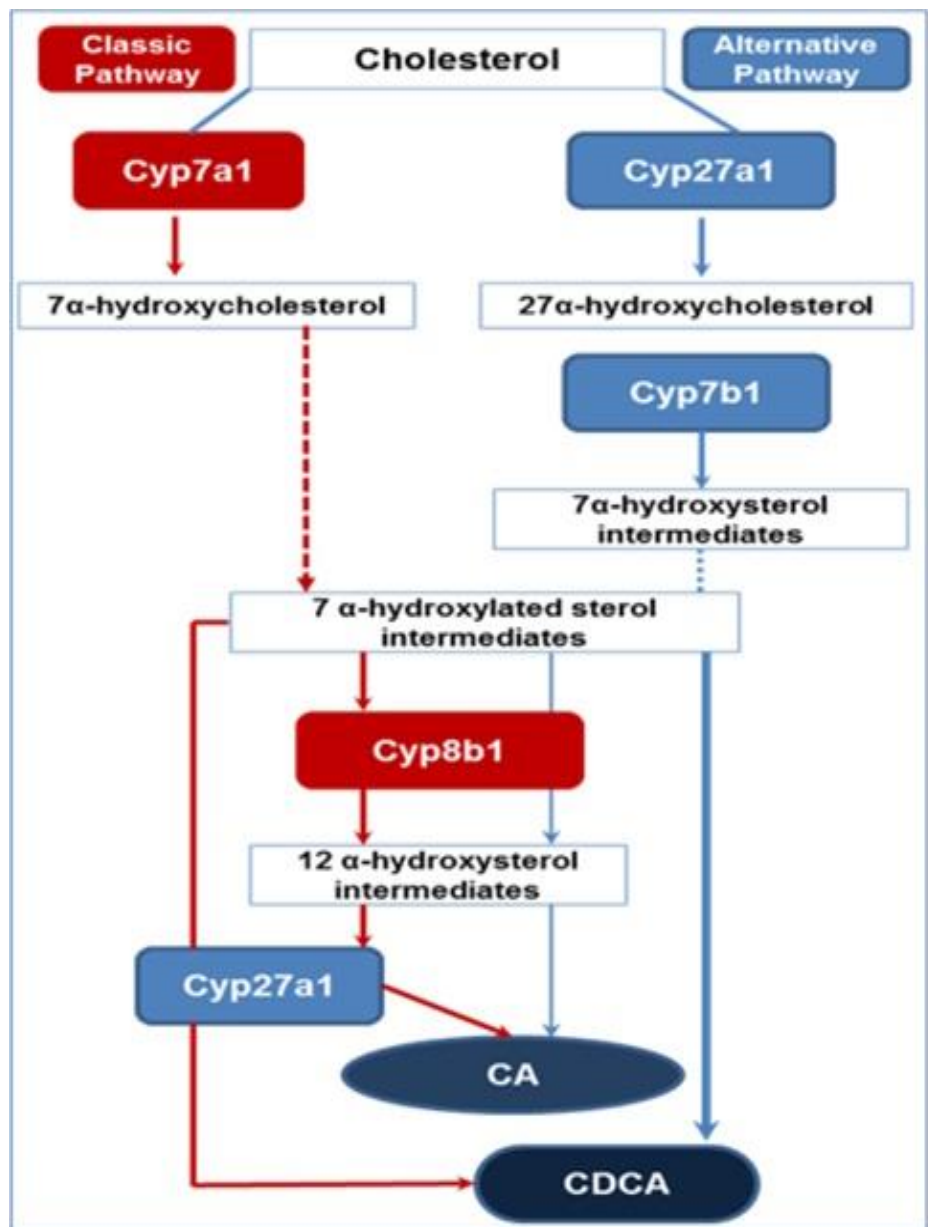 Classic
Pathway
Cholesterol
Alternative
Pathway
Cyp7a1
Cyp27a1
7α-hydroxycholesterol
27α-hydroxycholesterol
Cyp7b1
7α-hydroxysterol
intermediates
7 α-hydroxylated sterol
intermediates
Cyp8b1
12 α-hydroxysterol
intermediates
Cyp27a1
CA
CDCA